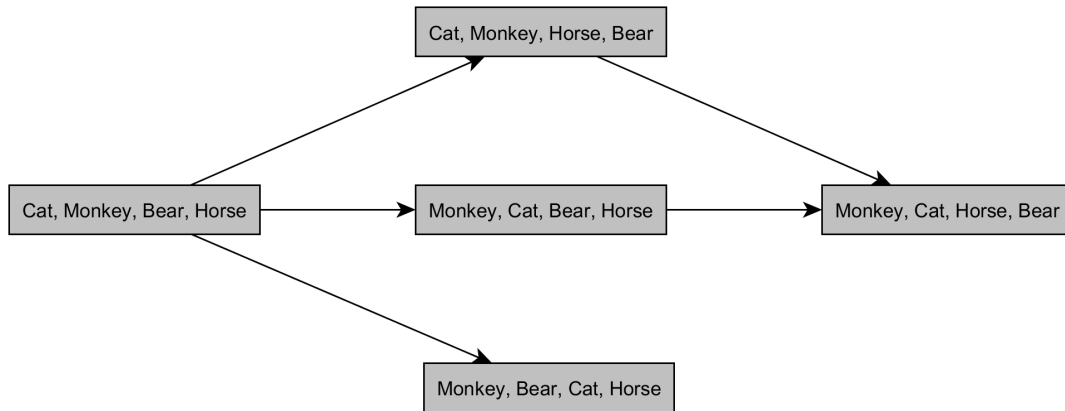 Cat, Monkey, Horse, Bear
Cat, Monkey, Bear, Horse
Monkey, Cat, Bear, Horse
Monkey, Cat, Horse, Bear
Monkey, Bear, Cat, Horse